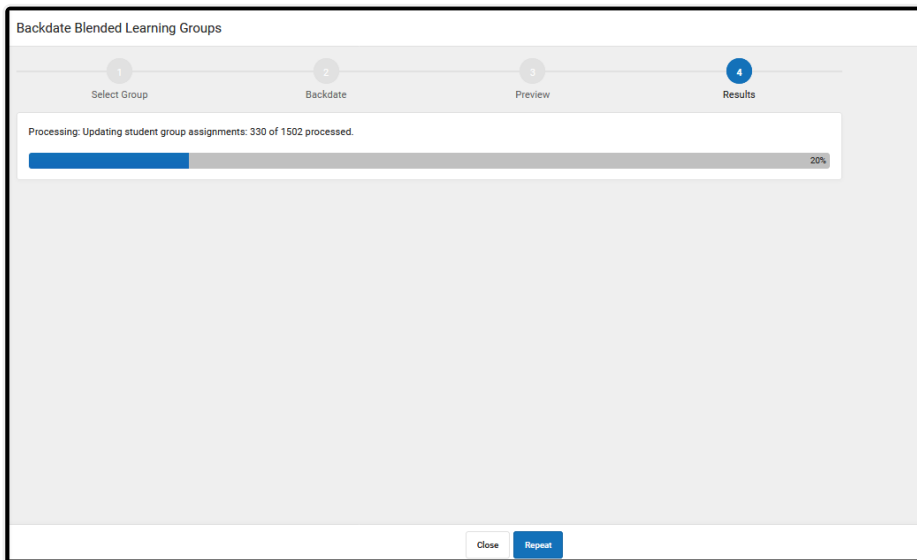 Backdate Blended Learning Groups
1
2
3
4
Select Group
Backdate
Preview
Results
Processing: Updating student group assignments: 330 of 1502 processed.
20%
Close
Repeat